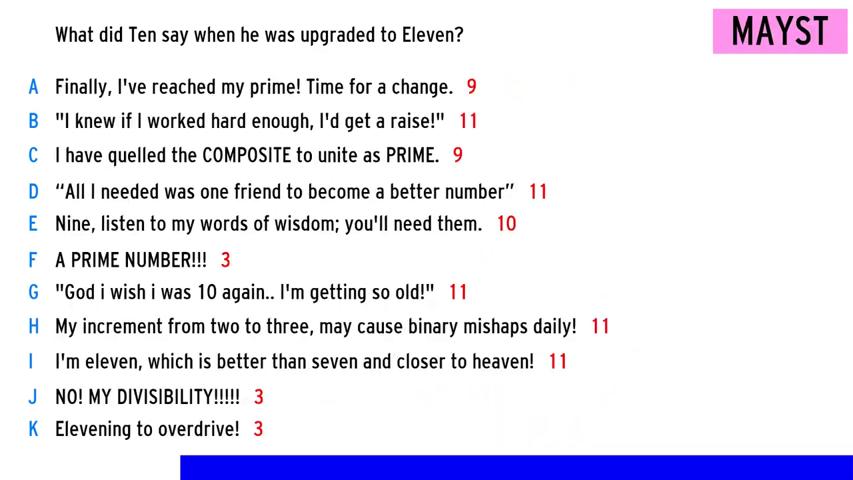 What did Ten say when he was upgraded to Eleven?
MAYST
A Finally, I've reached my prime! Time for a change. 9
B "I knew if I worked hard enough, I'd get a raise!" 11
C I have quelled the COMPOSITE to unite as PRIME. 9
D “All I needed was one friend to become a better number” 11
E Nine, listen to my words of wisdom; you'll need them. 10
F A PRIME NUMBER!!! 3
G "God i wish i was 10 again.. I'm getting so old!" 11
H My increment from two to three, may cause binary mishaps daily! 11
I I'm eleven, which is better than seven and closer to heaven! 11
J NO! MY DIVISIBILITY!!!!! 3
K Elevening to overdrive! 3